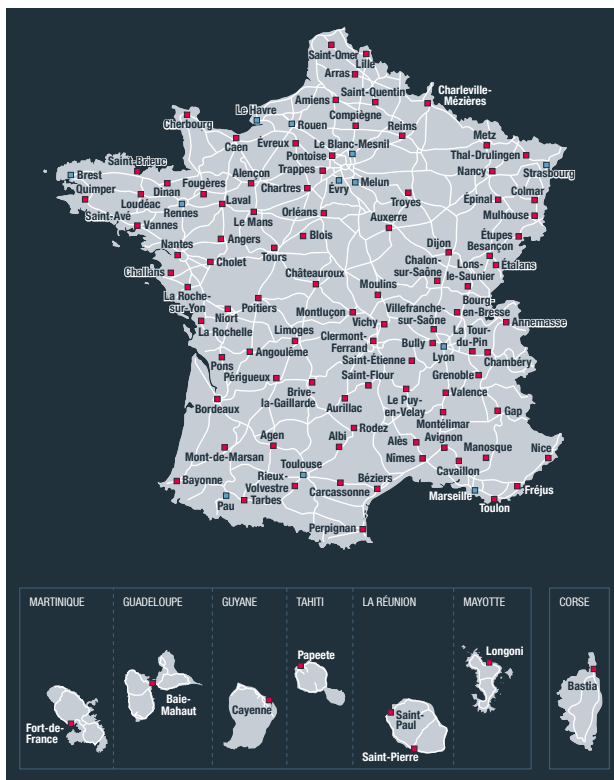 Saint-Omer
Lille
Arras
Charleville-
Mézières
Saint-Quentin
Amiens
Le Havre
Cherbourg
Rouen
Compiègne
Reims
Caen
Évreux
Le Blanc-Mesnil
Pontoise
Metz
Thal-Drulingen
Brest
Saint-Brieuc
Trappes
Nancy
Strasbourg
Quimper
Fougères
Alençon
Chartres
Évry
Melun
Dinan
Loudéac
Laval
Troyes
Épinal
Colmar
Rennes
Saint-Avé
Vannes
Le Mans
Orléans
Auxerre
Mulhouse
Nantes
Angers
Blois
Dijon
Étupes
Besançon
Cholet
Tours
Chalon-
sur-Saône
Lons-
le-Saunier
Étalans
Challans
Châteauroux
Moulins
La Roche-
sur-Yon
Niort
Poitiers
Montluçon
Villefranche-
sur-Saône
Bourg-
en-Bresse
Annemasse
La Rochelle
Vichy
Limoges
Clermont-
Ferrand
Bully
La Tour-
du-Pin
Lyon
Chambéry
Angoulême
Pons
Saint-Étienne
Périgueux
Saint-Flour
Grenoble
Brive-
la-Gaillarde
Le Puy-
en-Velay
Valence
Bordeaux
Aurillac
Montélimar
Gap
Agen
Albi
Rodez
Alès
Avignon
Mont-de-Marsan
Nîmes
Manosque
Nice
Toulouse
Cavaillon
Bayonne
Rieux-
Volvestre
Béziers
Marseille
Fréjus
Pau
Tarbes
Carcassonne
Toulon
Perpignan
MARTINIQUE
GUADELOUPE
GUYANE
TAHITI
LA RÉUNION
MAYOTTE
CORSE
Papeete
Longoni
Baie-
Mahaut
Cayenne
Bastia
Saint-
Paul
Fort-de-
France
Saint-Pierre